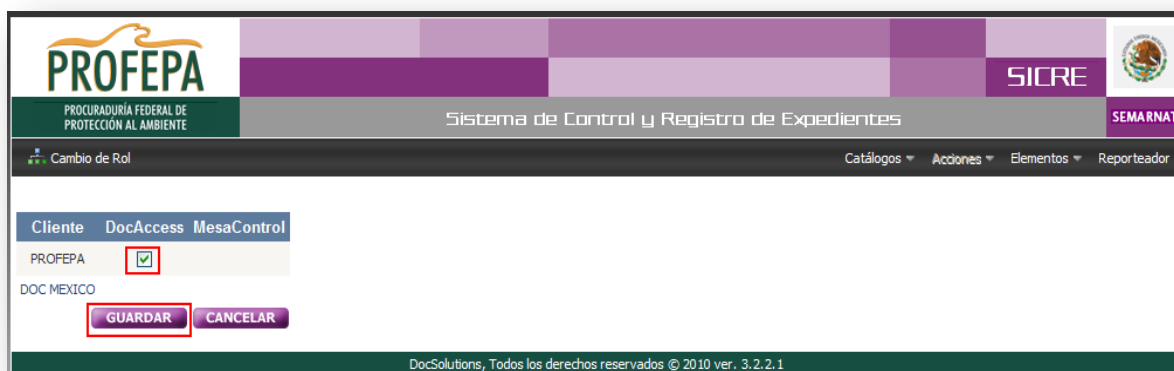 PROFEPA
PROCURADURÍA FEDERAL DE
PROTECCIÓN AL AMBIENTE
SICRE
Sistema de Control y Registro de Expedientes
SEMARNAT
Cambio de Rol
Catálogos Acciones Elementos Reporteador
Cliente DocAccess MesaControl
PROFEPA
DOC MEXICO
GUARDAR CANCELAR
DocSolutions, Todos los derechos reservados © 2010 ver. 3.2.2.1